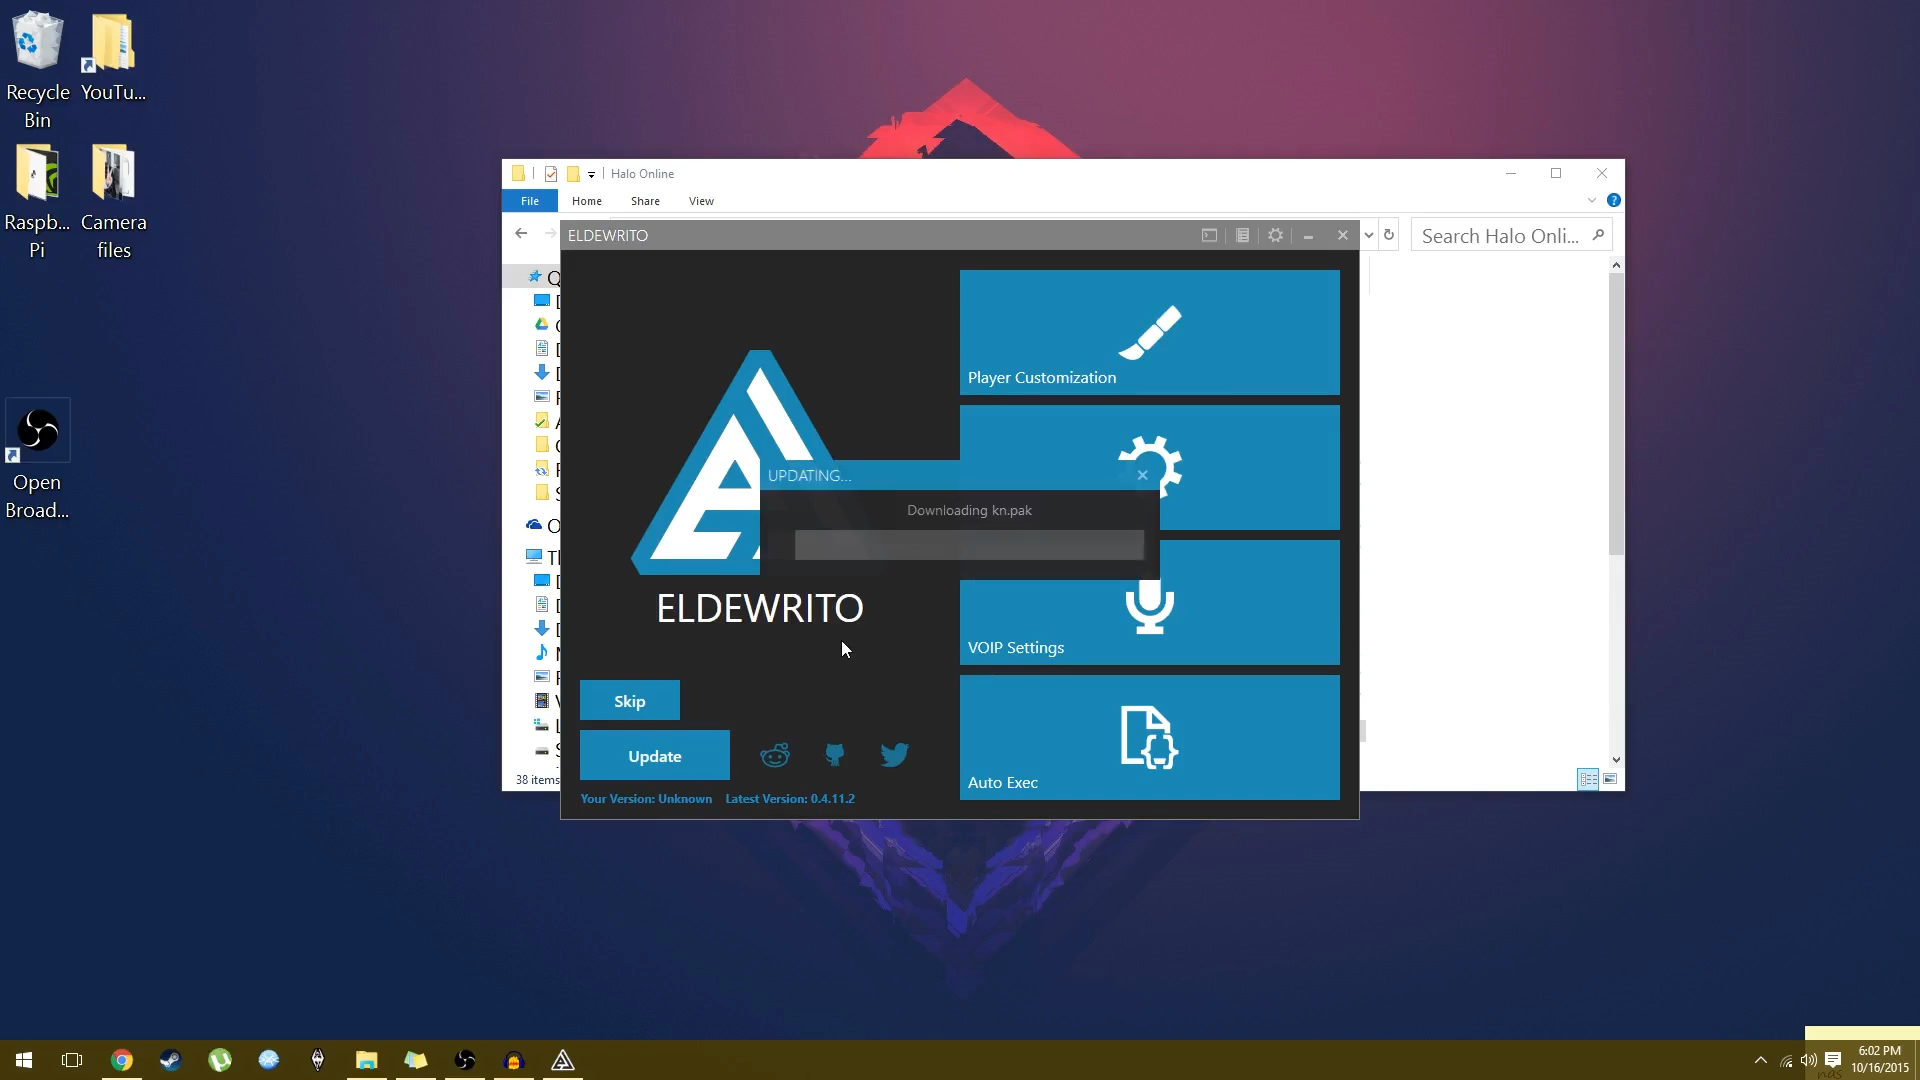 Recycle
Bin
YouTu...
Raspb...
Pi
Camera
files
Open
Broad...
Halo Online
File
Home
Share
View
Search Halo Onli...
ELDEWRITO
Player Customization
UPDATING...
Downloading kn.pak
ELDEWRITO
VOIP Settings
Skip
Update
Auto Exec
Your Version: Unknown
Latest Version: 0.4.11.2
38 items
6:02 PM
10/16/2015